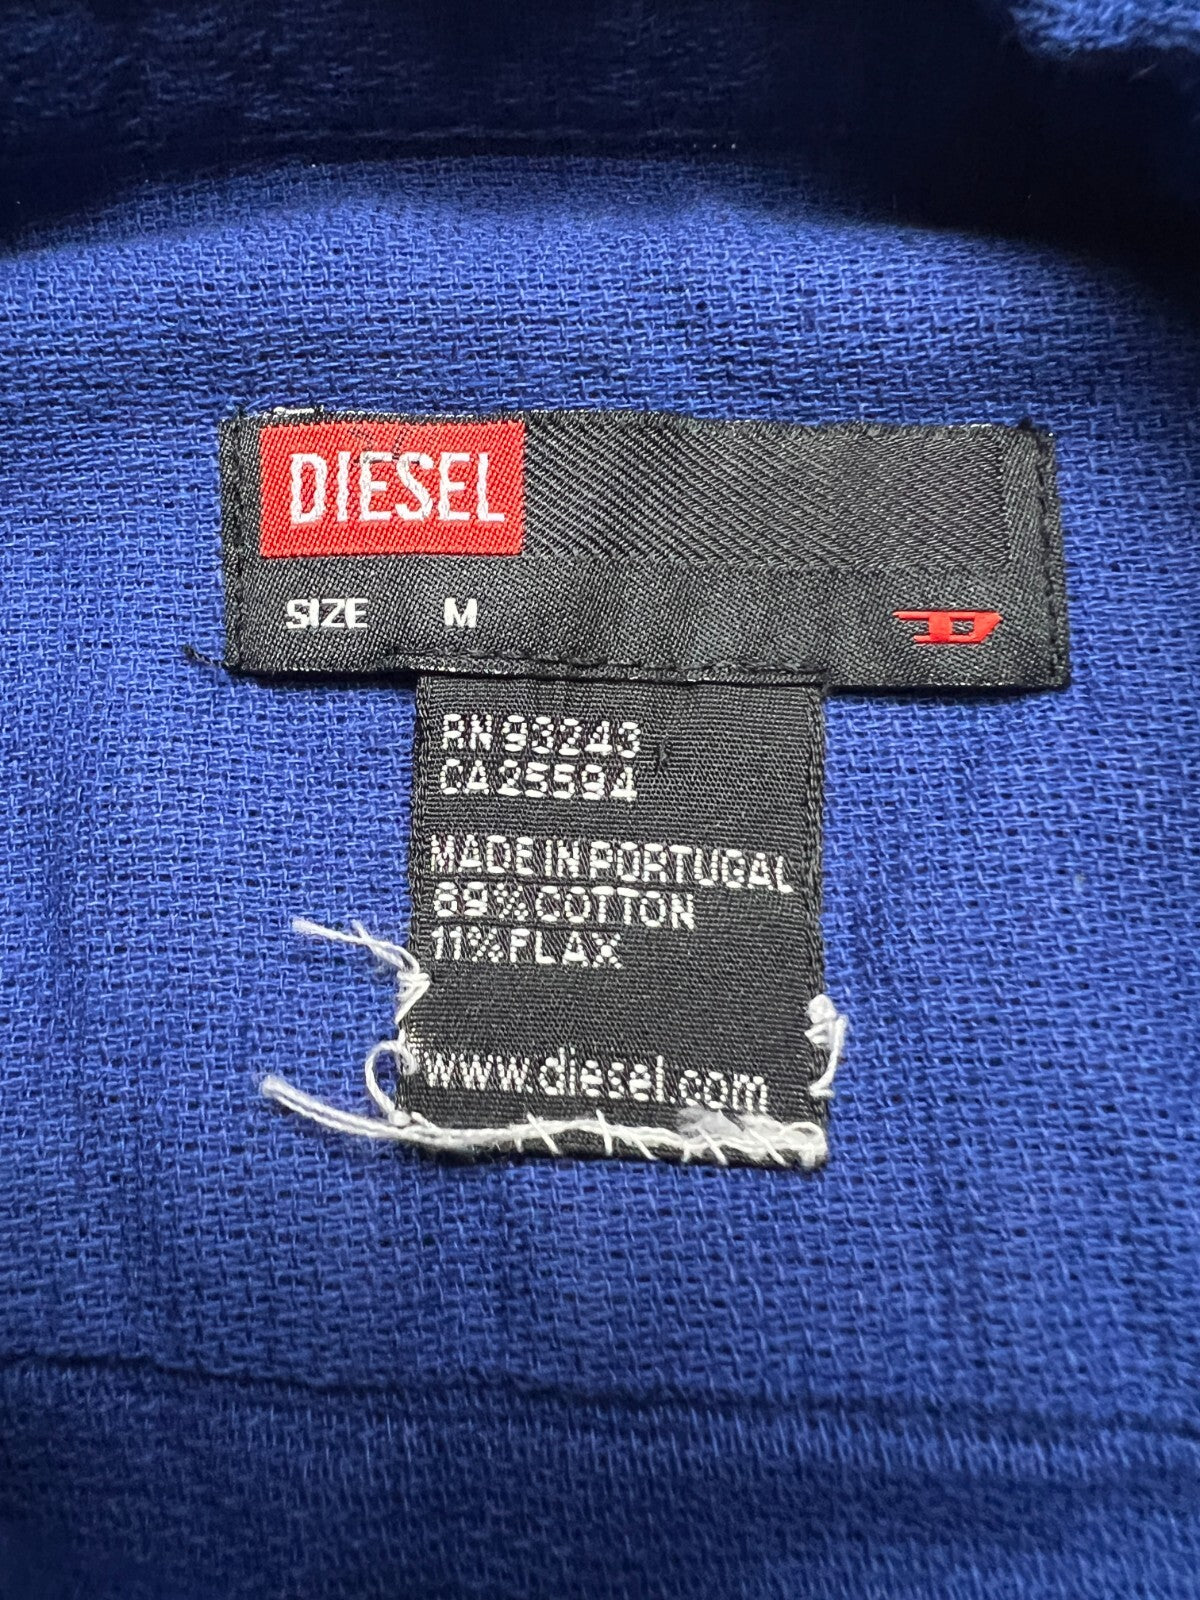 DIESEL
SIZE M
D
RN 93243
CA 25594
MADE IN PORTUGAL
89% COTTON
11% FLAX
www.diesel.com